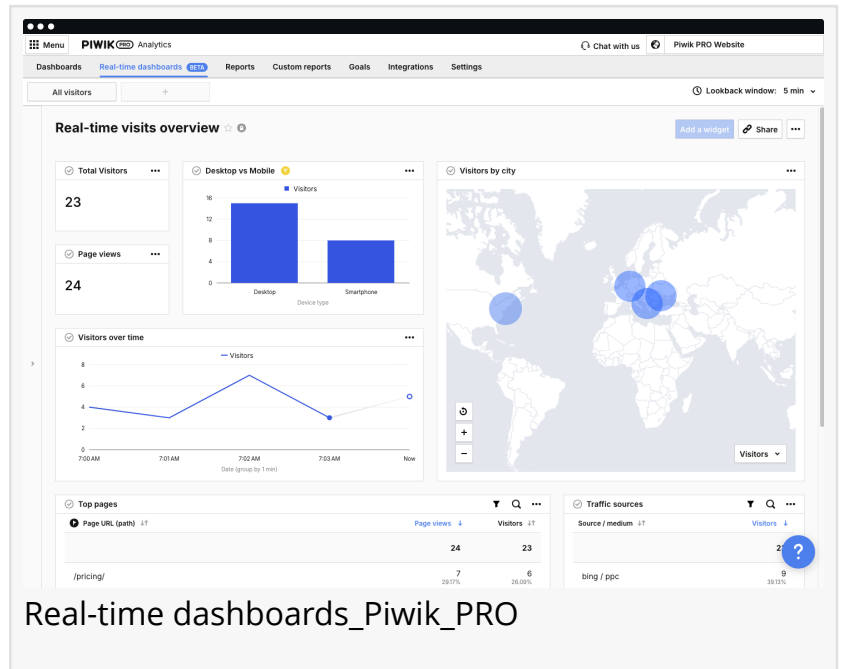 Menu PIWIK PRO Analytics Chat with us Piwik PRO Website
Dashboards Real-time dashboards BETA Reports Custom reports Goals Integrations Settings
All visitors + Lookback window: 5 min
Real-time visits overview Add a widget Share
Total Visitors
23
Page views
24
Desktop vs Mobile
Visitors
16
12
8
4
0
Desktop Smartphone
Device type
Visitors by city
+
−
Visitors
Visitors over time
Visitors
8
6
4
2
0
7:00 AM 7:01 AM 7:02 AM 7:03 AM Now
Date (group by 1 min)
Top pages
Page URL (path) Page views Visitors
24 23
/pricing/ 7 6
29.17% 26.09%
Traffic sources
Source / medium Visitors
?
bing / ppc 9
39.13%
Real-time dashboards_Piwik_PRO